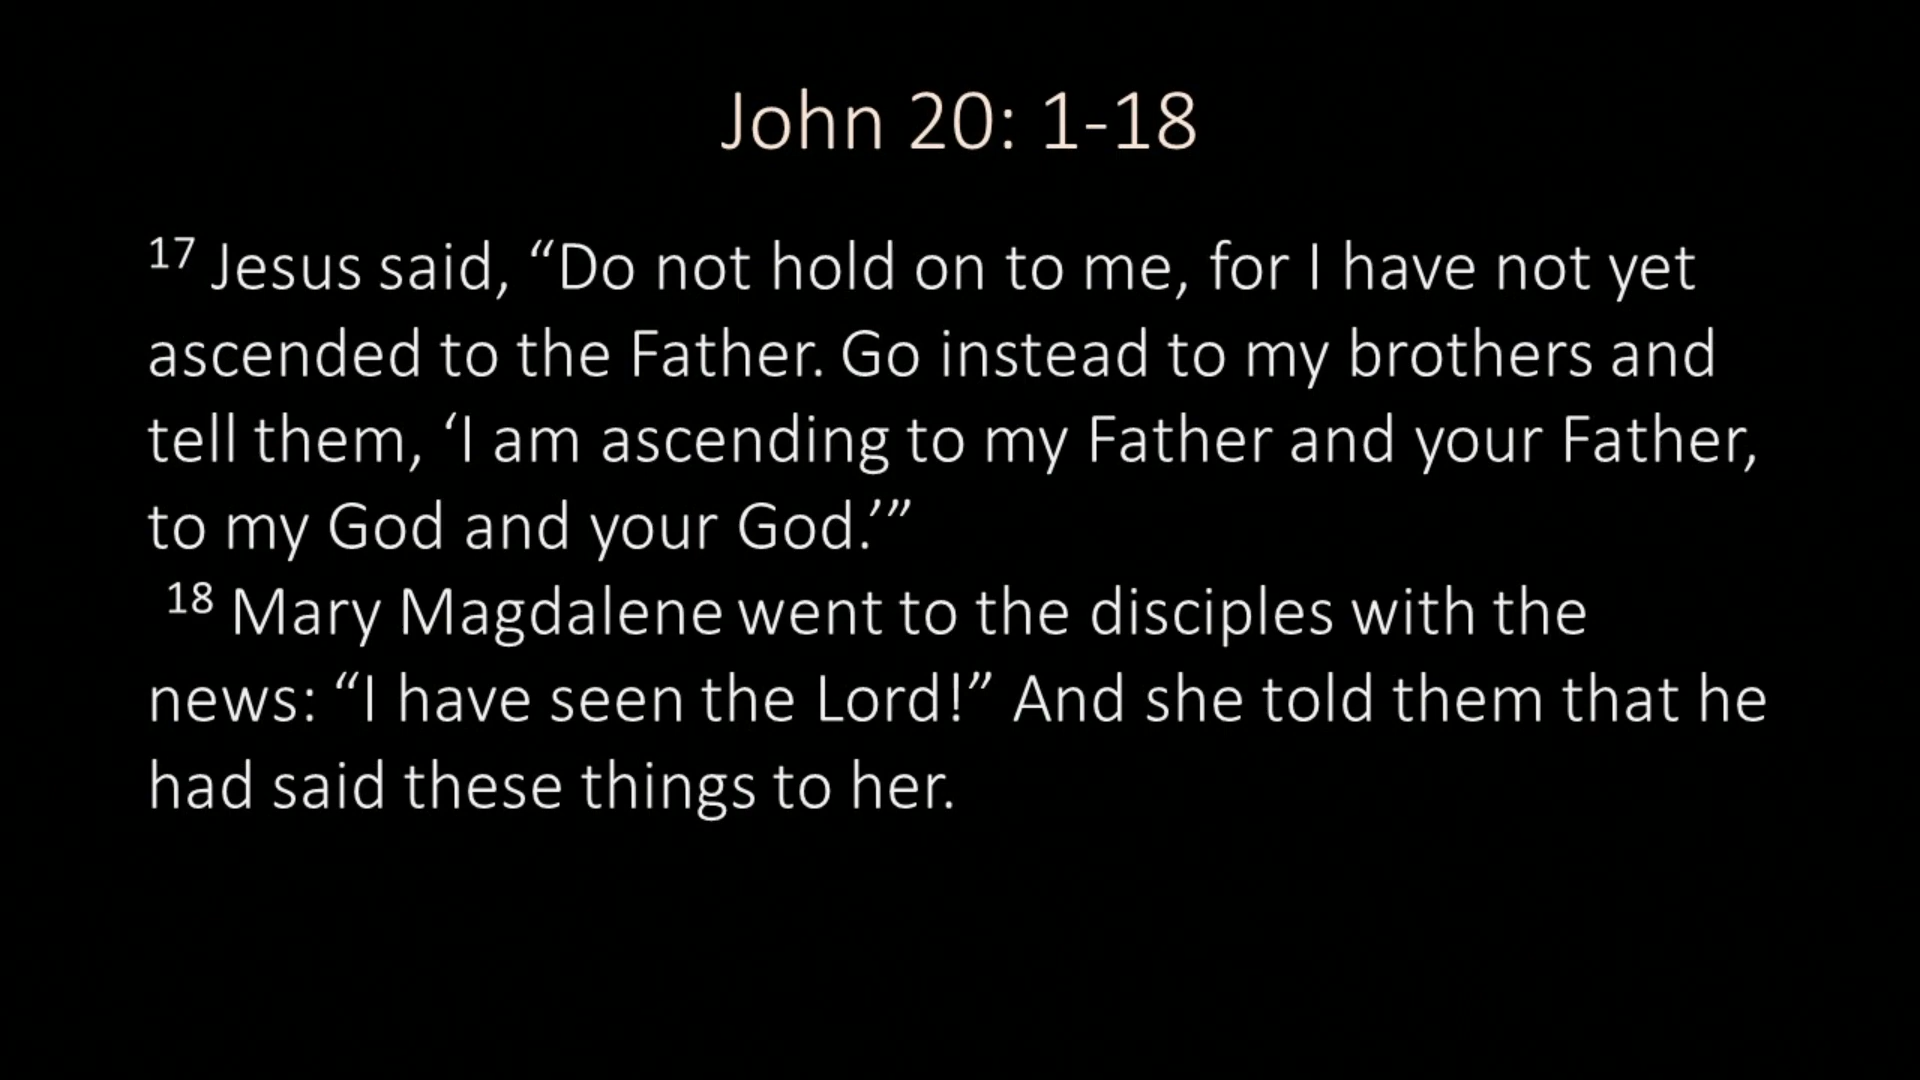 John 20: 1-18
17 Jesus said, “Do not hold on to me, for I have not yet
ascended to the Father. Go instead to my brothers and
tell them, ‘I am ascending to my Father and your Father,
to my God and your God.’”
18 Mary Magdalene went to the disciples with the
news: “I have seen the Lord!” And she told them that he
had said these things to her.